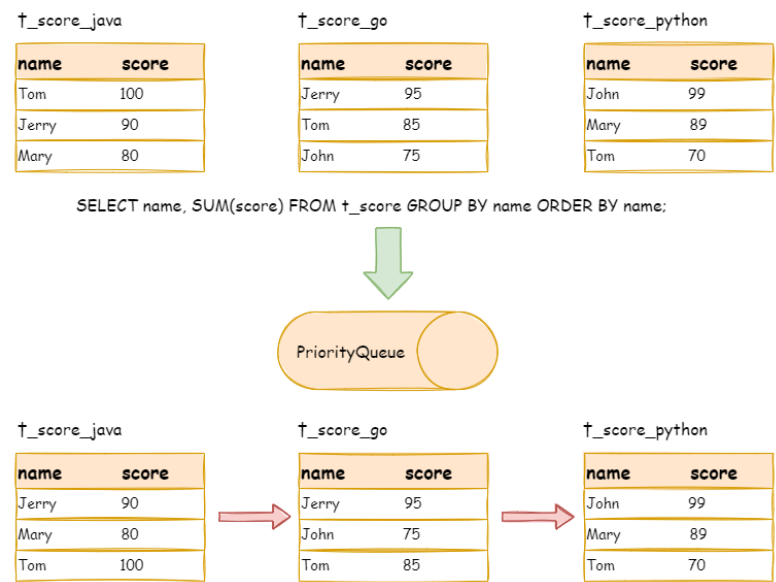 t_score_java t_score_go t_score_python
name score name score name score
Tom 100 Jerry 95 John 99
Jerry 90 Tom 85 Mary 89
Mary 80 John 75 Tom 70
SELECT name, SUM(score) FROM t_score GROUP BY name ORDER BY name;
PriorityQueue
t_score_java t_score_go t_score_python
name score name score name score
Jerry 90 Jerry 95 John 99
Mary 80 John 75 Mary 89
Tom 100 Tom 85 Tom 70